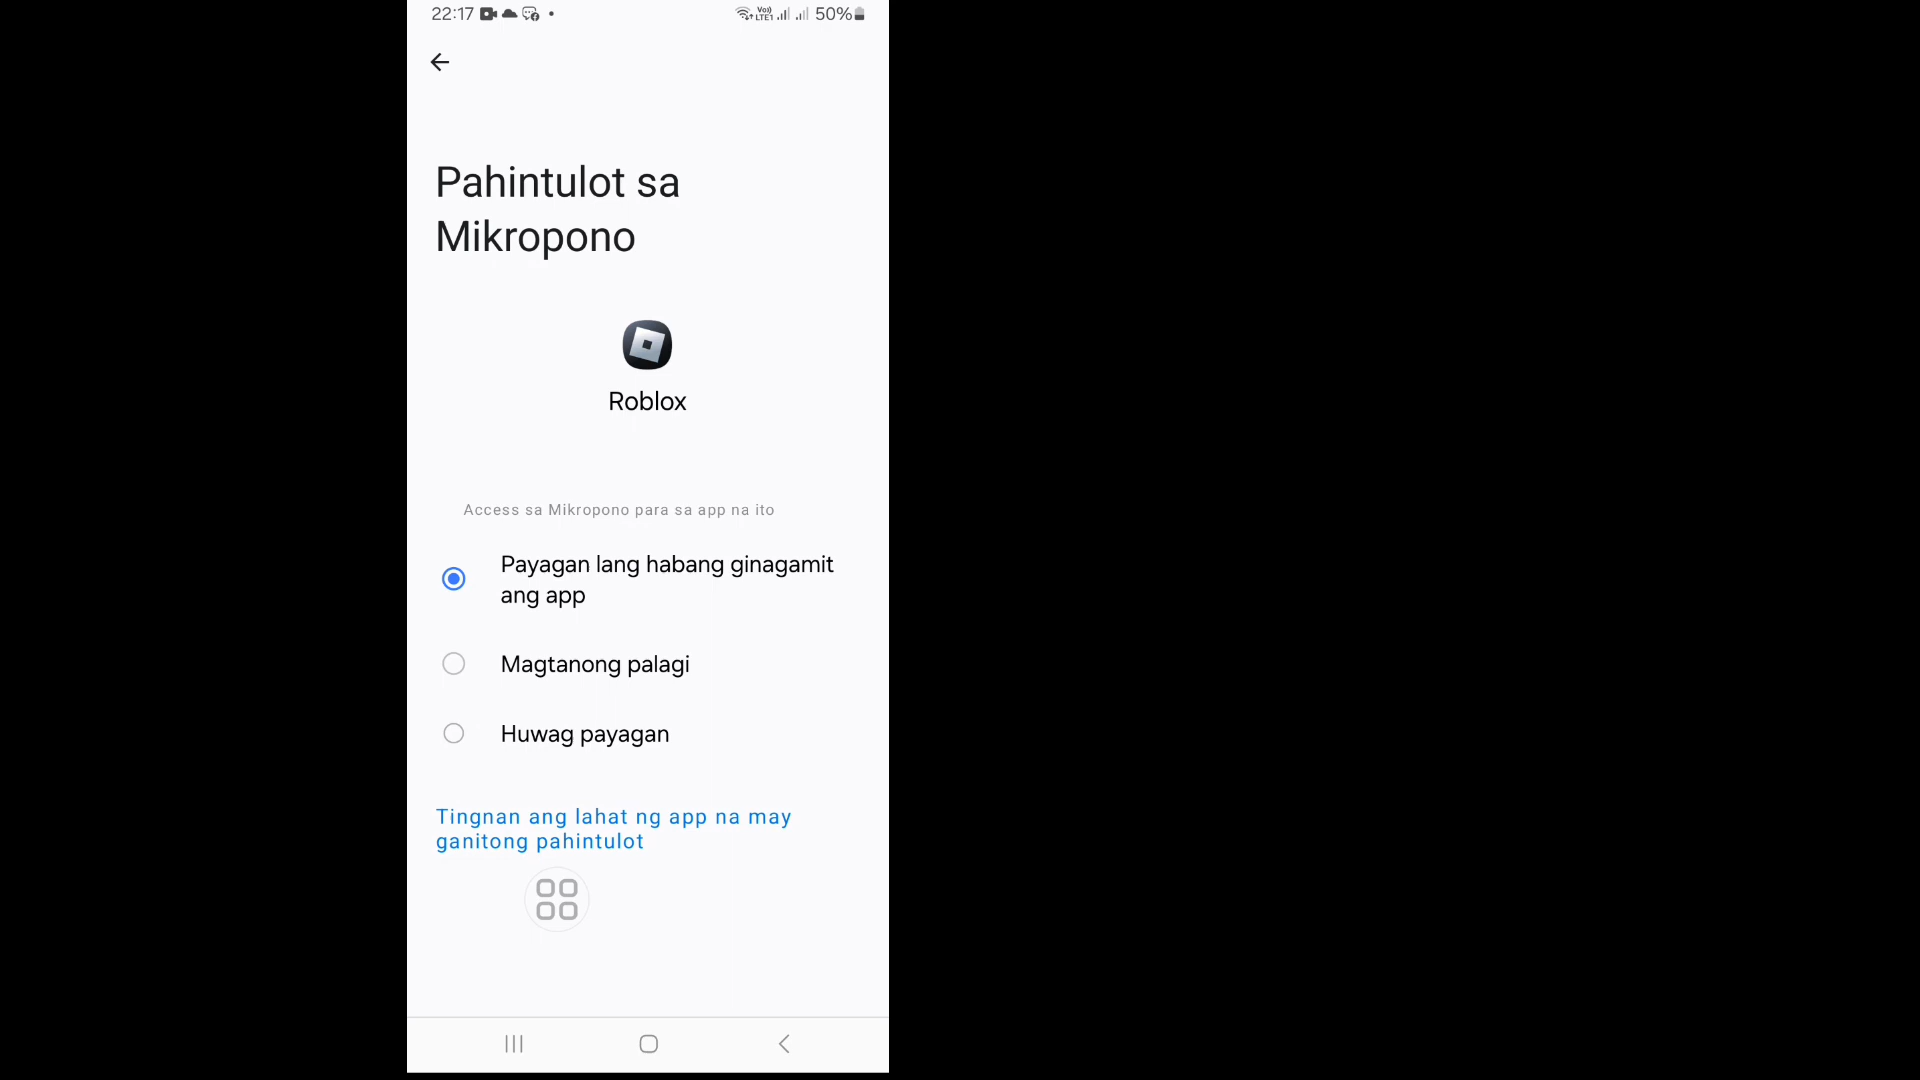 22:17 50%
Pahintulot sa
Mikropono
Roblox
Access sa Mikropono para sa app na ito
Payagan lang habang ginagamit
ang app
Magtanong palagi
Huwag payagan
Tingnan ang lahat ng app na may
ganitong pahintulot